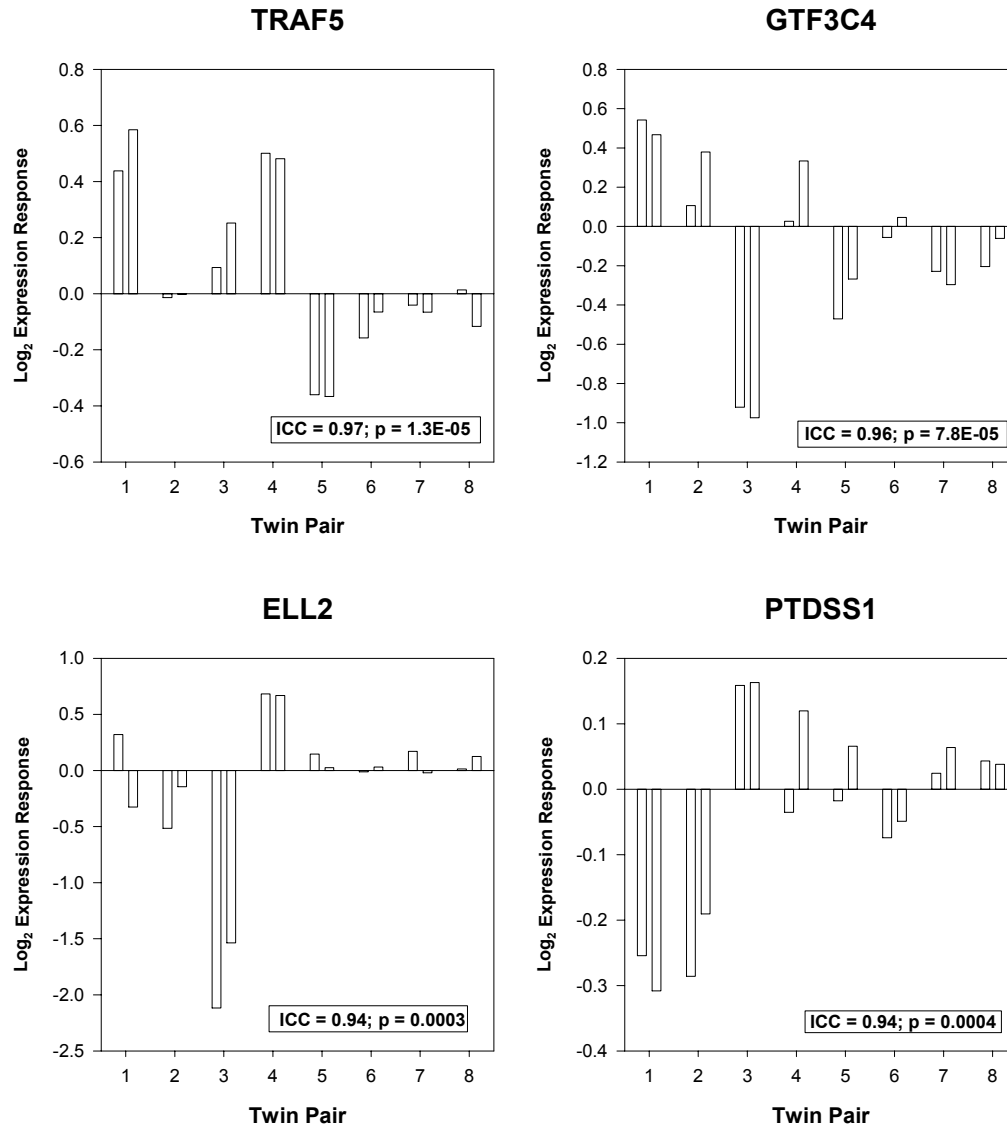 TRAF5
Log₂ Expression Response
0.8
0.6
0.4
0.2
0.0
-0.2
-0.4
-0.6
ICC = 0.97; p = 1.3E-05
1 2 3 4 5 6 7 8
Twin Pair
GTF3C4
Log₂ Expression Response
0.8
0.6
0.4
0.2
0.0
-0.2
-0.4
-0.6
-0.8
-1.0
-1.2
ICC = 0.96; p = 7.8E-05
1 2 3 4 5 6 7 8
Twin Pair
ELL2
Log₂ Expression Response
1.0
0.5
0.0
-0.5
-1.0
-1.5
-2.0
-2.5
ICC = 0.94; p = 0.0003
1 2 3 4 5 6 7 8
Twin Pair
PTDSS1
Log₂ Expression Response
0.2
0.1
0.0
-0.1
-0.2
-0.3
-0.4
ICC = 0.94; p = 0.0004
1 2 3 4 5 6 7 8
Twin Pair